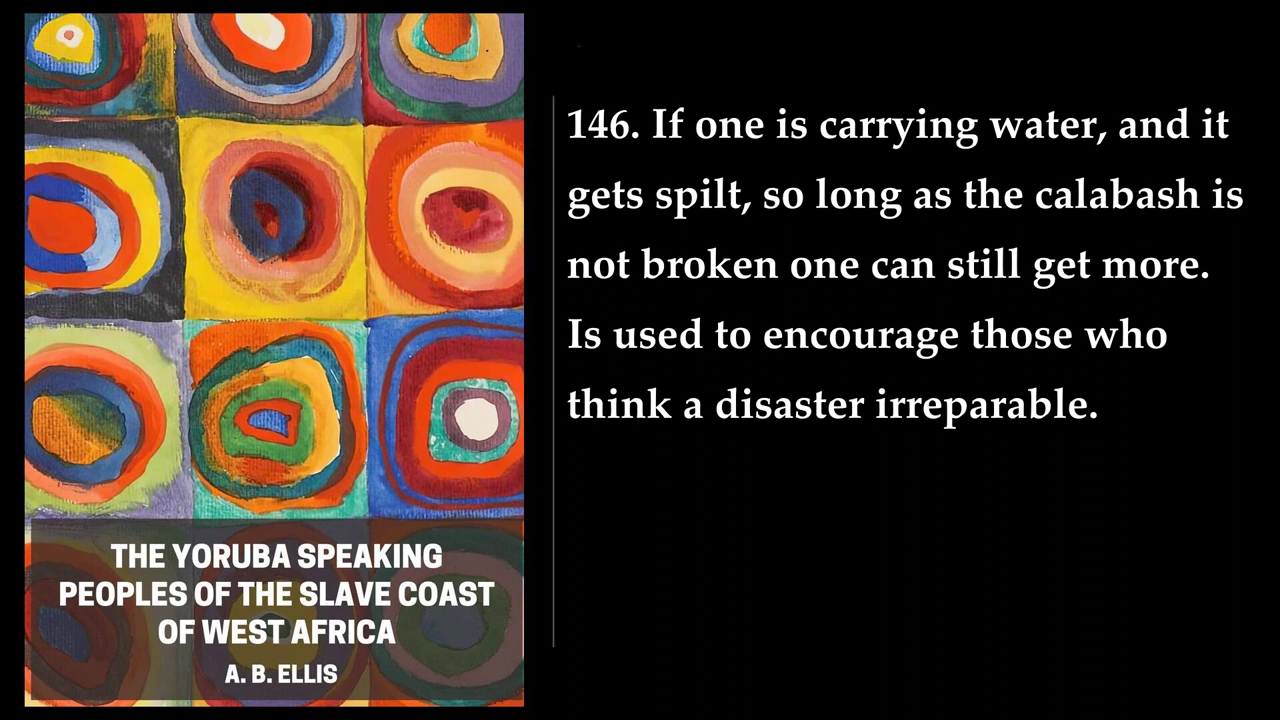 THE YORUBA SPEAKING
PEOPLES OF THE SLAVE COAST
OF WEST AFRICA
A. B. ELLIS
146. If one is carrying water, and it
gets spilt, so long as the calabash is
not broken one can still get more.
Is used to encourage those who
think a disaster irreparable.